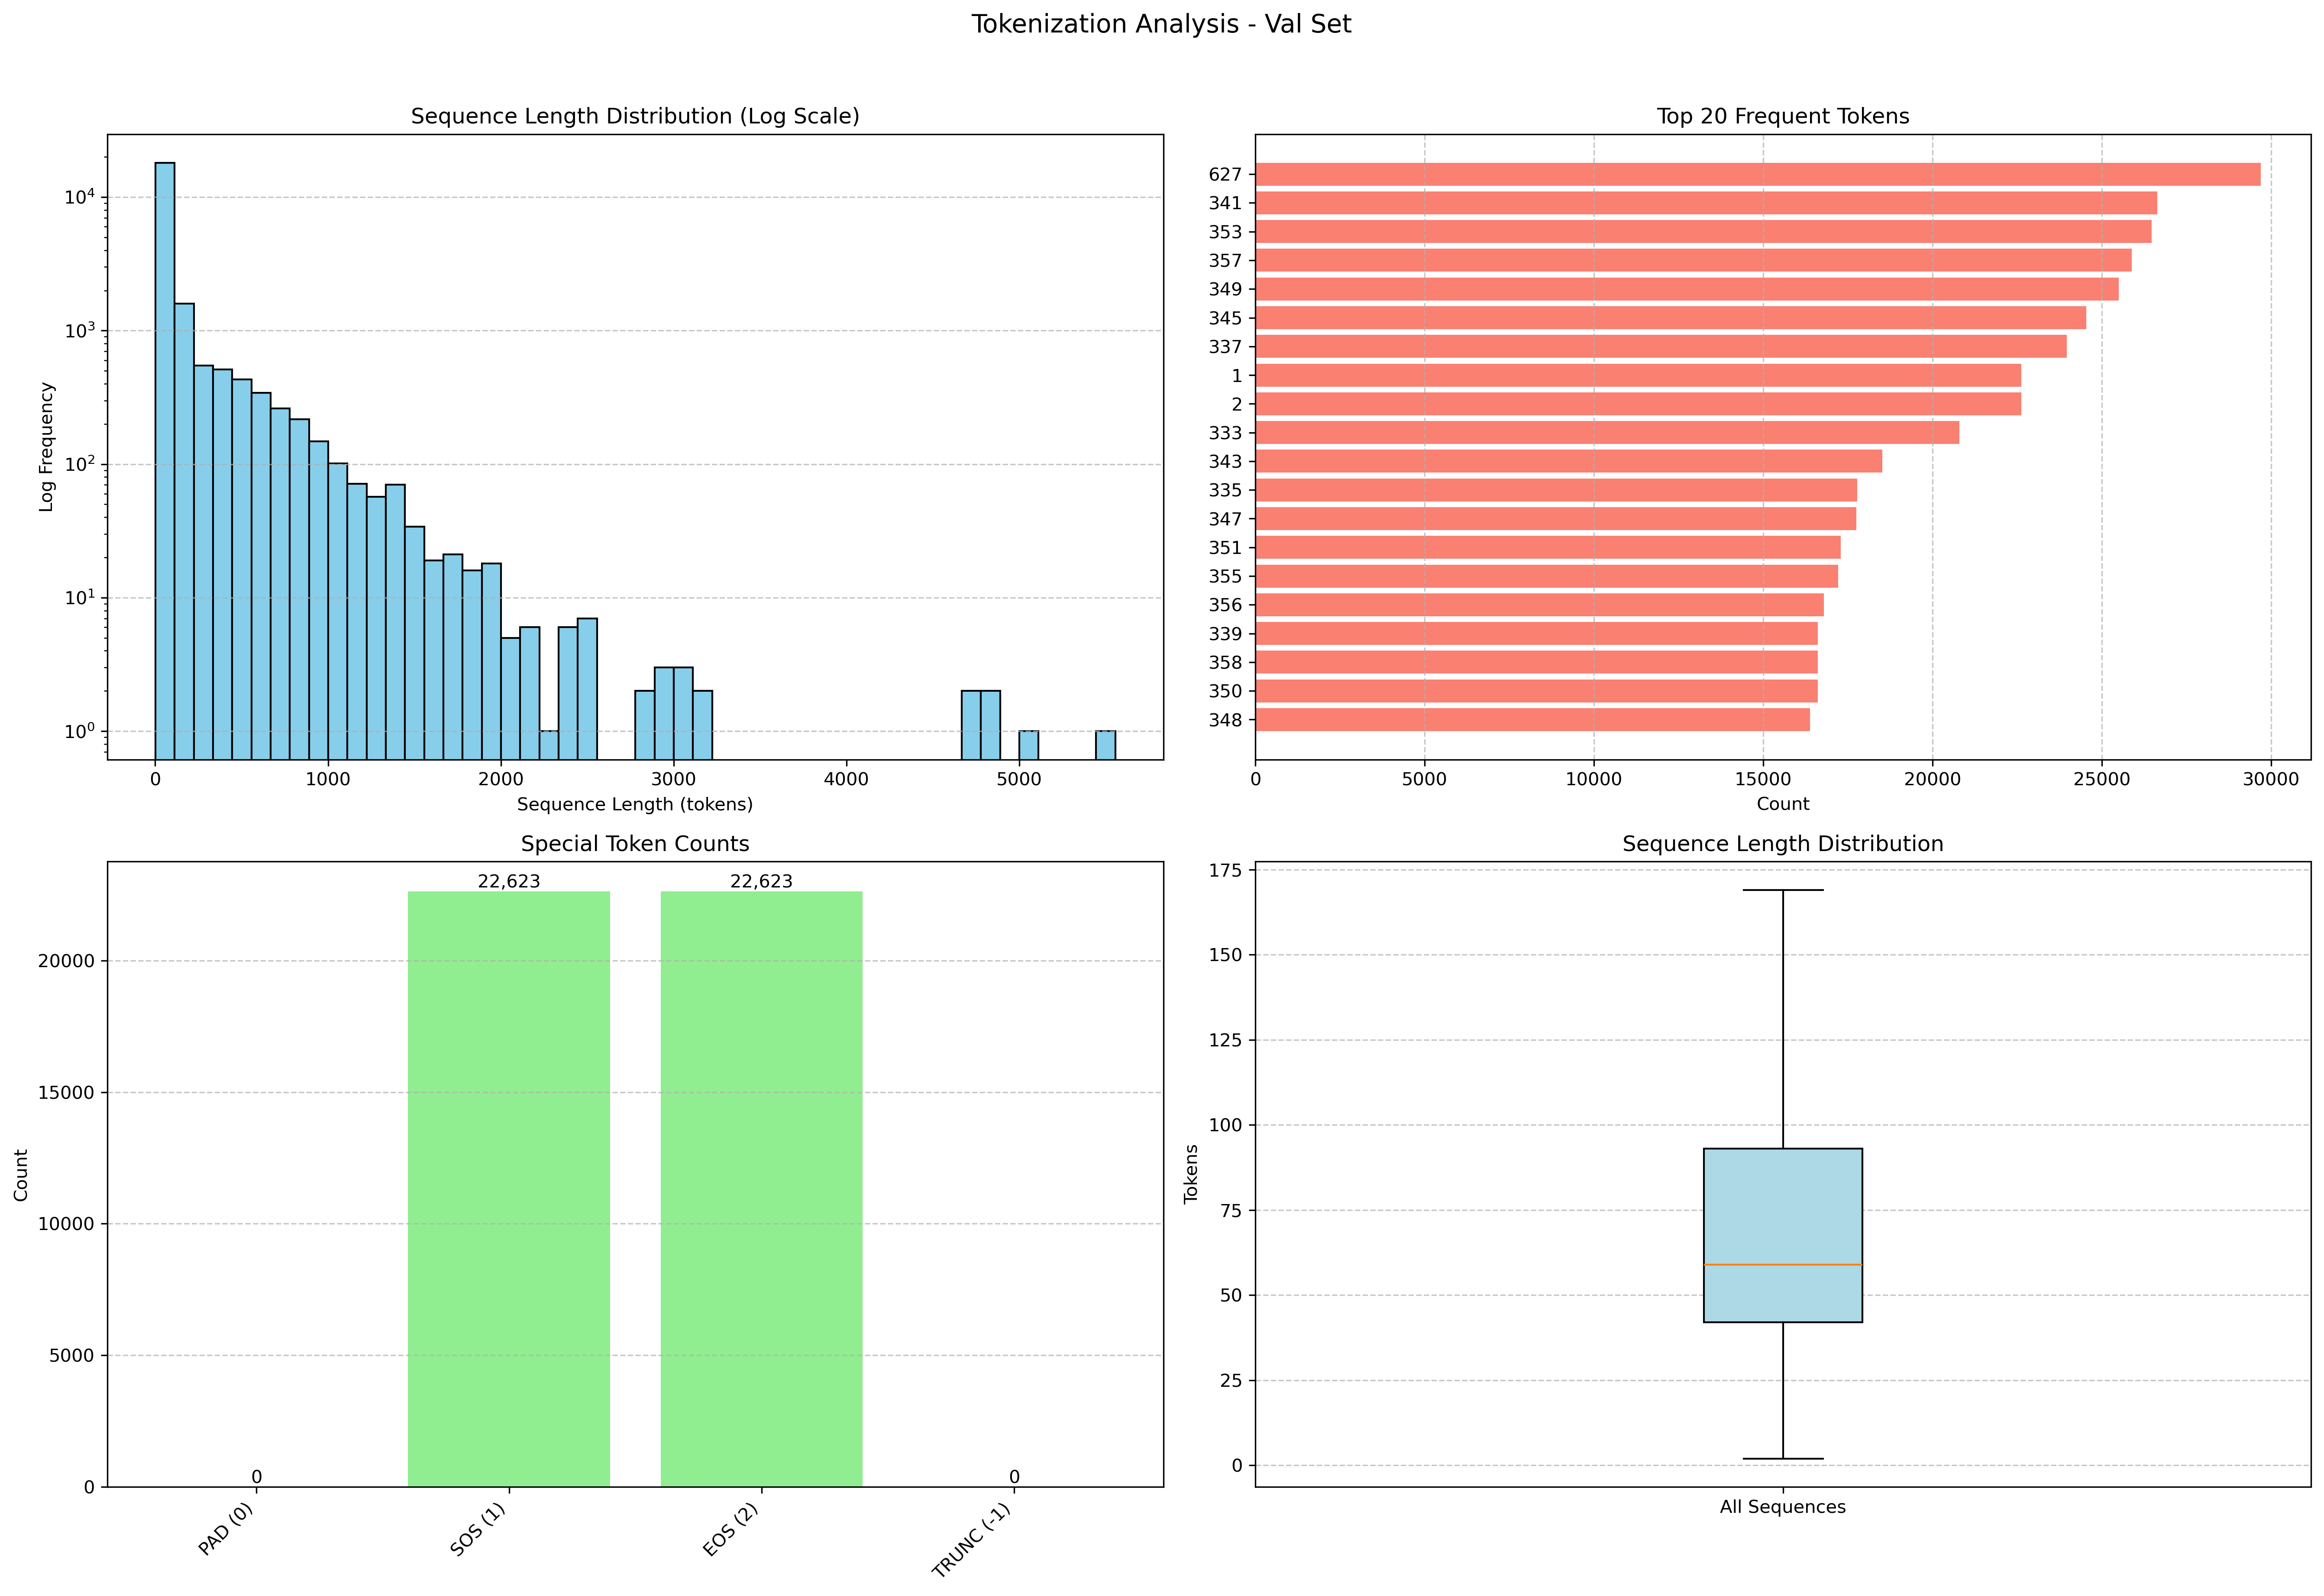 Tokenization Analysis - Val Set
Sequence Length Distribution (Log Scale)
Log Frequency
10^4
10^3
10^2
10^1
10^0
0 1000 2000 3000 4000 5000
Sequence Length (tokens)
Top 20 Frequent Tokens
627
341
353
357
349
345
337
1
2
333
343
335
347
351
355
356
339
358
350
348
0 5000 10000 15000 20000 25000 30000
Count
Special Token Counts
Count
20000
15000
10000
5000
0
0
22,623
22,623
0
PAD (0)
SOS (1)
EOS (2)
TRUNC (-1)
Sequence Length Distribution
Tokens
175
150
125
100
75
50
25
0
All Sequences